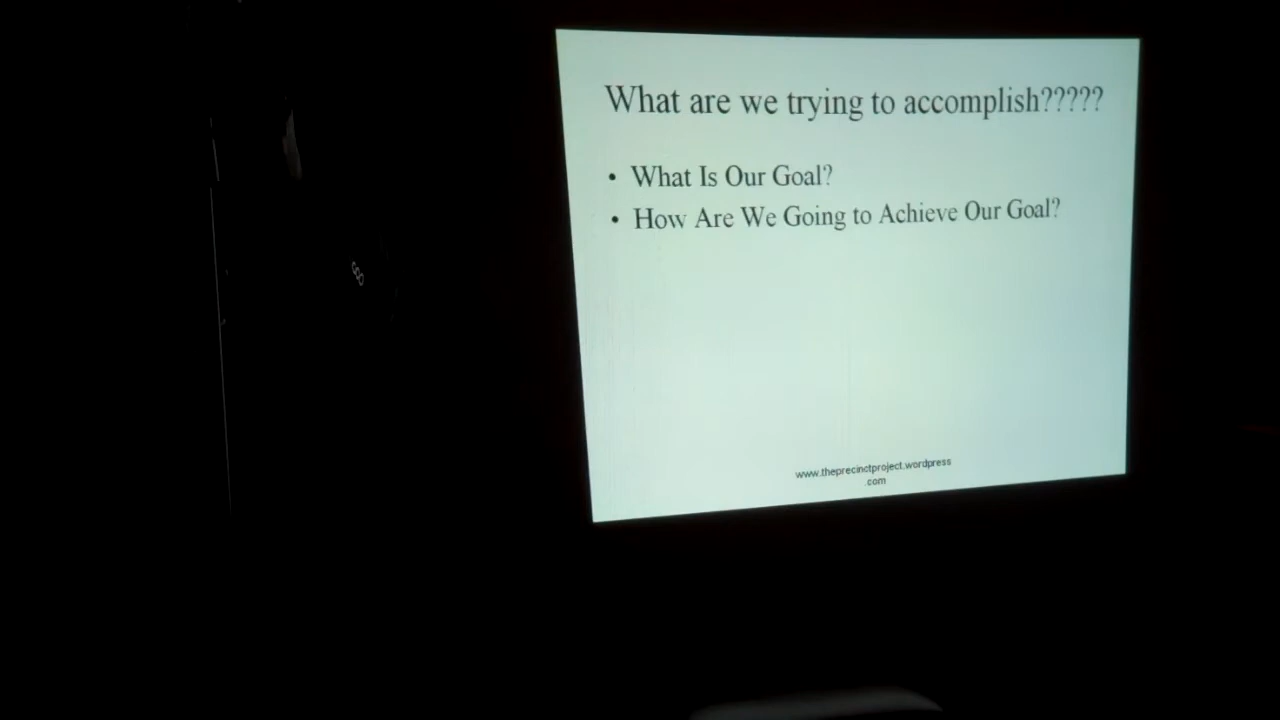 What are we trying to accomplish?????
• What Is Our Goal?
• How Are We Going to Achieve Our Goal?
www.theprecinctproject.wordpress
.com